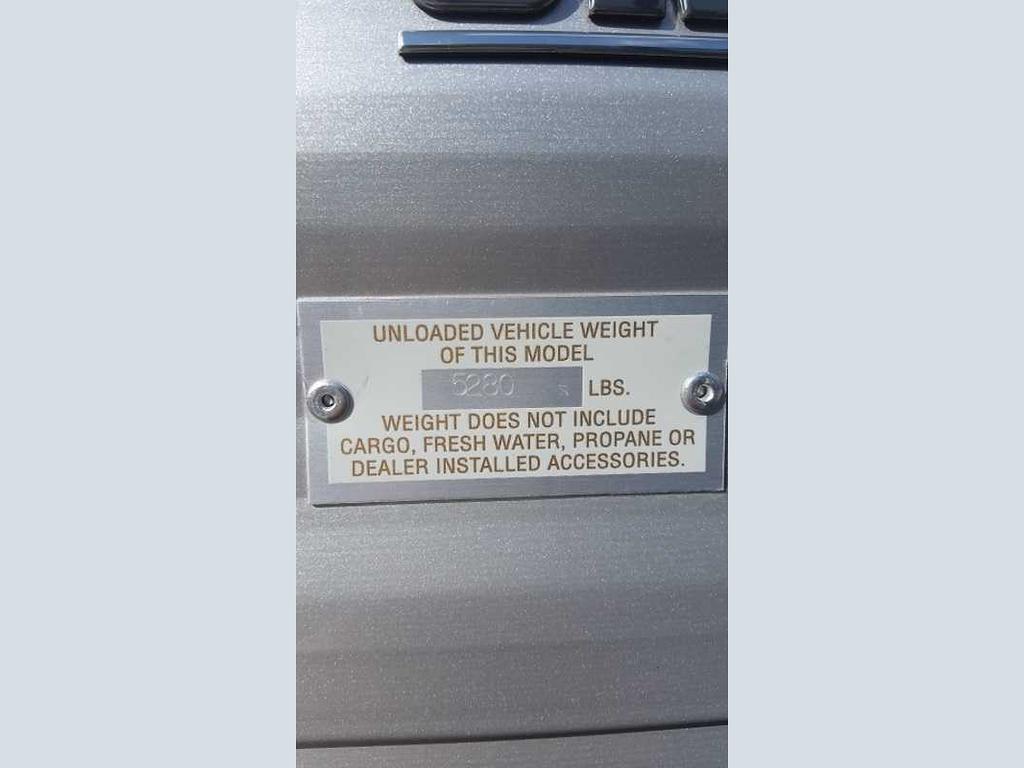 UNLOADED VEHICLE WEIGHT
OF THIS MODEL
5280 LBS.
WEIGHT DOES NOT INCLUDE
CARGO, FRESH WATER, PROPANE OR
DEALER INSTALLED ACCESSORIES.